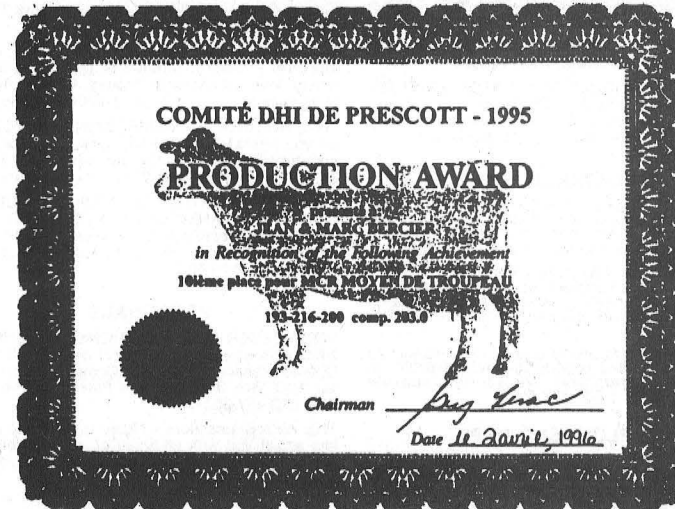 COMITÉ DHI DE PRESCOTT - 1995
PRODUCTION AWARD
JEAN & MARC BERCIER
in Recognition of the Following Achievement
10ième place pour MCR MOYEN DE TROUPEAU
193-216-200 comp. 203.0
Chairman
Date le 2 avril, 1996